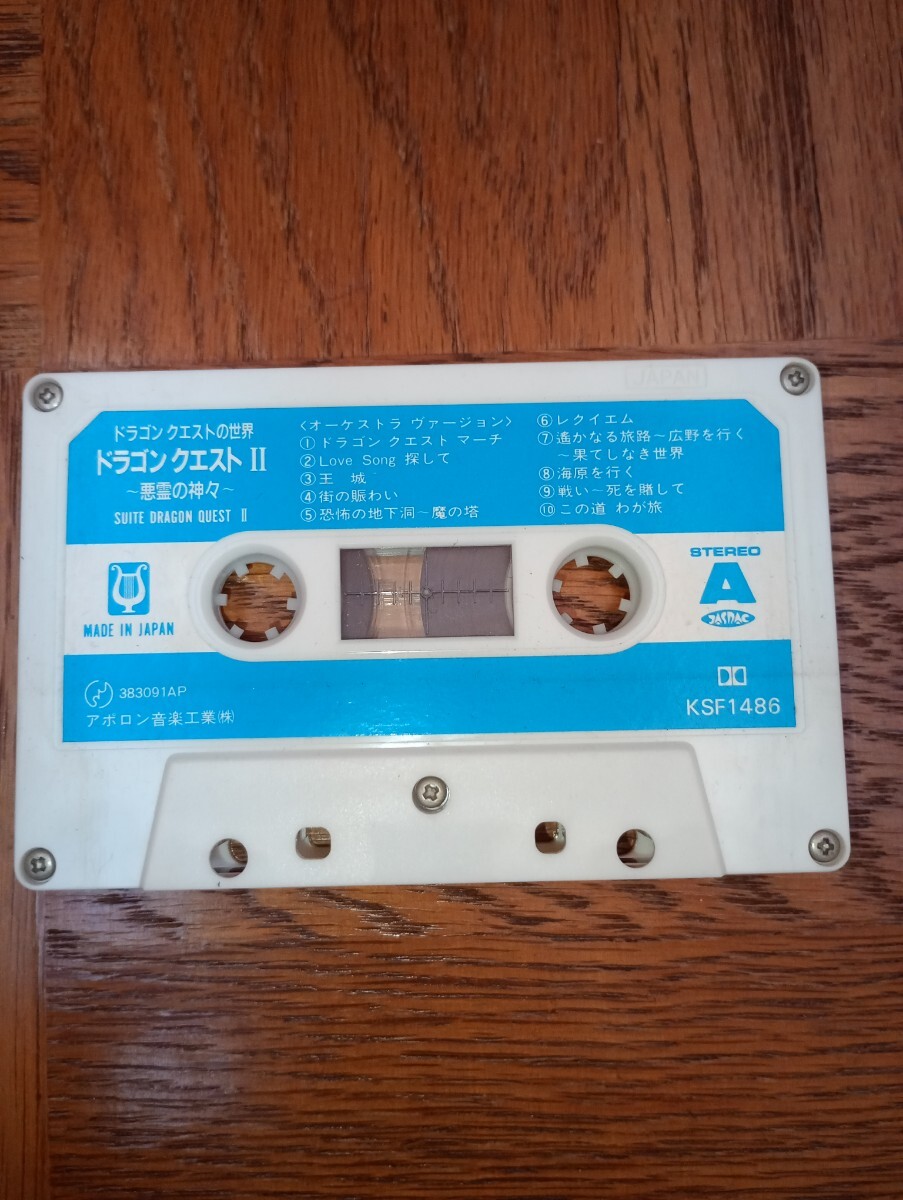 JAPAN
ドラゴン クエストの世界
ドラゴン クエスト II
〜悪霊の神々〜
SUITE DRAGON QUEST II
〈オーケストラ ヴァージョン〉
①ドラゴン クエスト マーチ
②Love Song 探して
③王 城
④街の賑わい
⑤恐怖の地下洞〜魔の塔
⑥レクイエム
⑦遙かなる旅路〜広野を行く
〜果てしなき世界
⑧海原を行く
⑨戦い〜死を賭して
⑩この道 わが旅
MADE IN JAPAN
STEREO
A
JASRAC
383091AP
アポロン音楽工業㈱
KSF1486